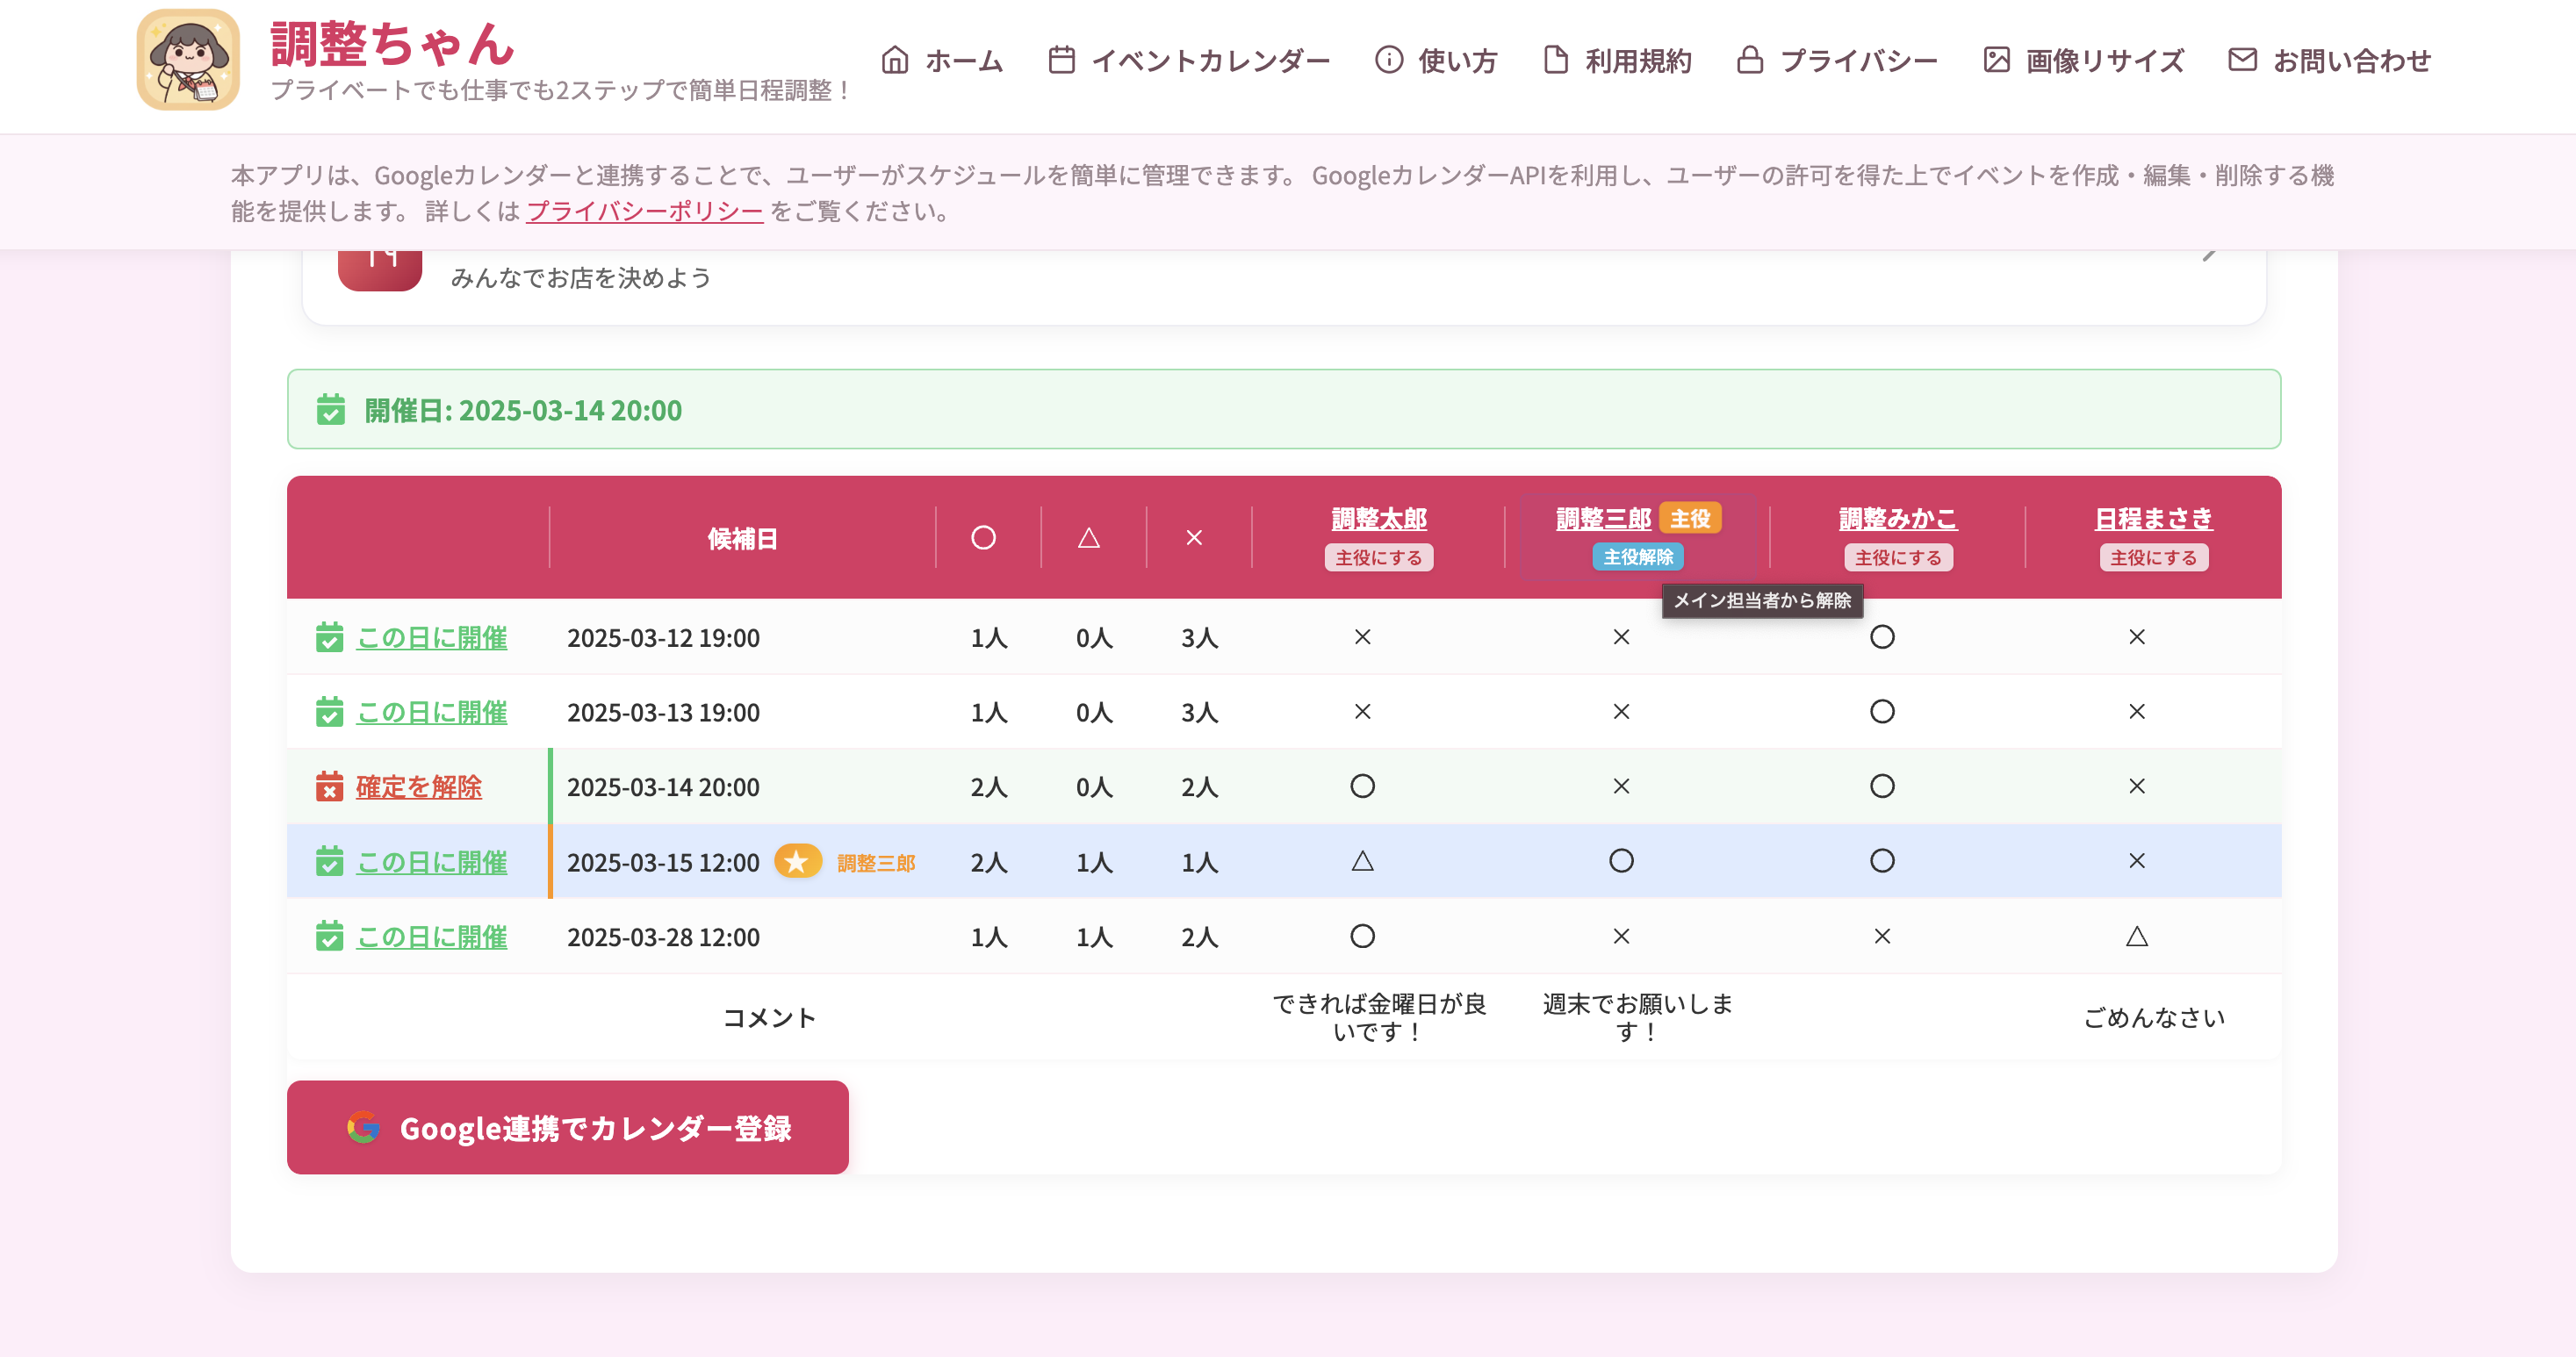 調整ちゃん
プライベートでも仕事でも2ステップで簡単日程調整！
ホーム イベントカレンダー 使い方 利用規約 プライバシー 画像リサイズ お問い合わせ
本アプリは、Googleカレンダーと連携することで、ユーザーがスケジュールを簡単に管理できます。 GoogleカレンダーAPIを利用し、ユーザーの許可を得た上でイベントを作成・編集・削除する機
能を提供します。 詳しくは プライバシーポリシー をご覧ください。
みんなでお店を決めよう
開催日: 2025-03-14 20:00
候補日 ○ △ × 調整太郎 調整三郎 主役 調整みかこ 日程まさき
主役にする 主役解除 主役にする 主役にする
メイン担当者から解除
この日に開催 2025-03-12 19:00 1人 0人 3人 × × ○ ×
この日に開催 2025-03-13 19:00 1人 0人 3人 × × ○ ×
確定を解除 2025-03-14 20:00 2人 0人 2人 ○ × ○ ×
この日に開催 2025-03-15 12:00 ★ 調整三郎 2人 1人 1人 △ ○ ○ ×
この日に開催 2025-03-28 12:00 1人 1人 2人 ○ × × △
コメント できれば金曜日が良 週末でお願いしま ごめんなさい
いです！ す！
Google連携でカレンダー登録